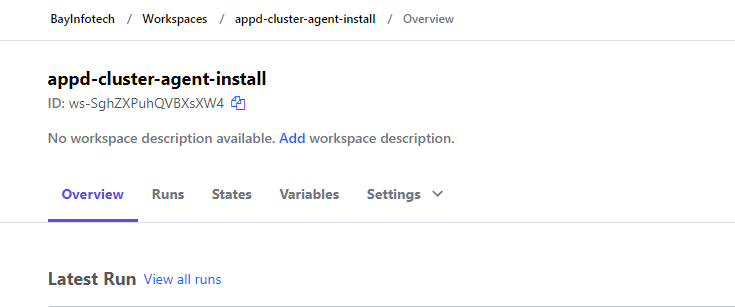 BayInfotech / Workspaces / appd-cluster-agent-install / Overview
appd-cluster-agent-install
ID: ws-SghZXPuhQVBXsXW4
No workspace description available. Add workspace description.
Overview Runs States Variables Settings
Latest Run View all runs